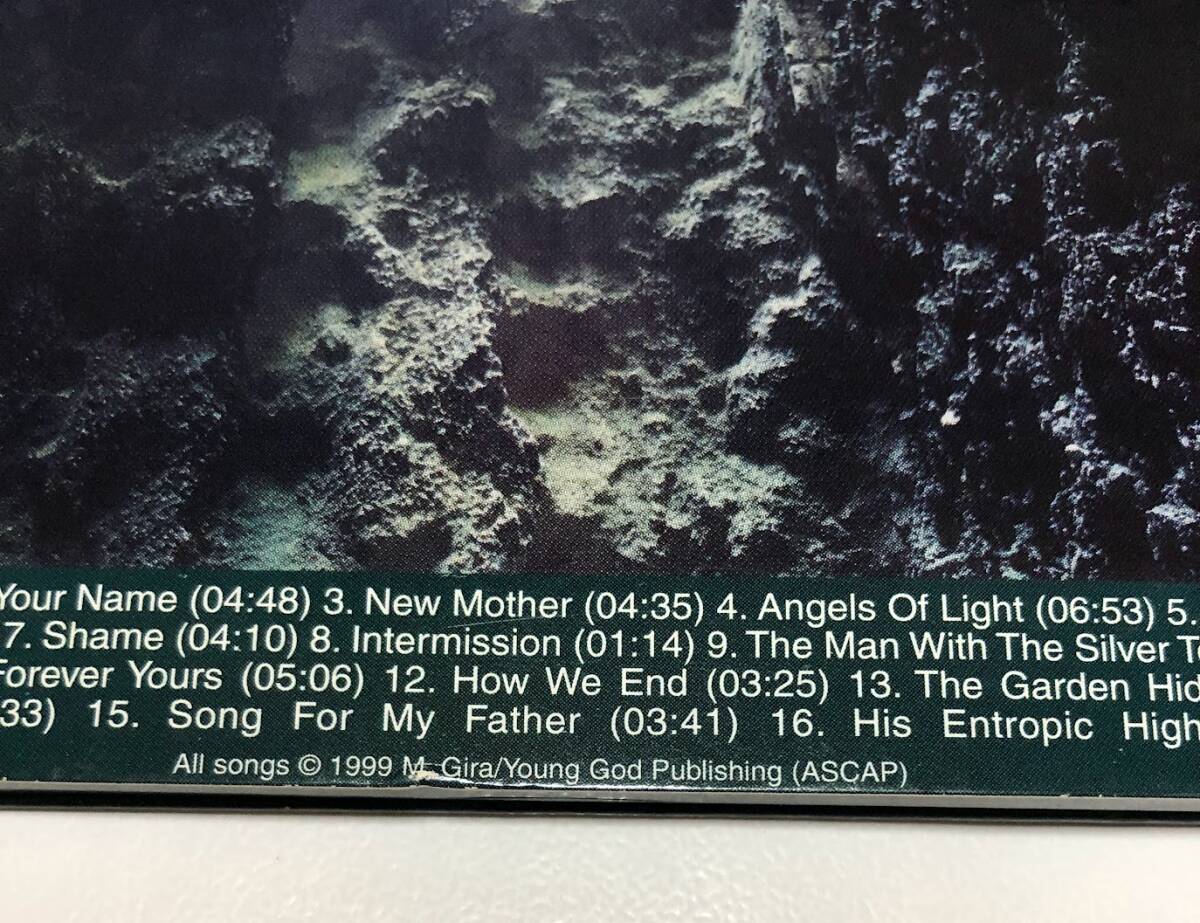 Your Name (04:48) 3. New Mother (04:35) 4. Angels Of Light (06:53) 5.
7. Shame (04:10) 8. Intermission (01:14) 9. The Man With The Silver
Forever Yours (05:06) 12. How We End (03:25) 13. The Garden
33) 15. Song For My Father (03:41) 16. His Entropic
All songs © 1999 M. Gira/Young God Publishing (ASCAP)